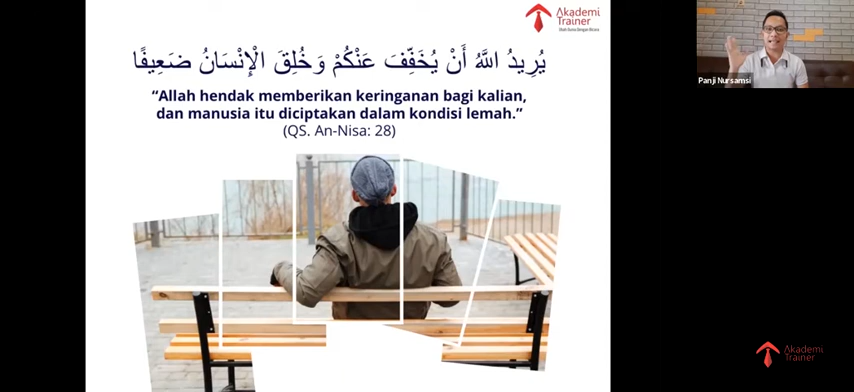 Akademi
Trainer
يُرِيدُ اللَّهُ أَنْ يُخَفِّفَ عَنْكُمْ وَخُلِقَ الْإِنْسَانُ ضَعِيفًا
“Allah hendak memberikan keringanan bagi kalian,
dan manusia itu diciptakan dalam kondisi lemah.”
(QS. An-Nisa: 28)
Panji Nursamsi
Akademi
Trainer